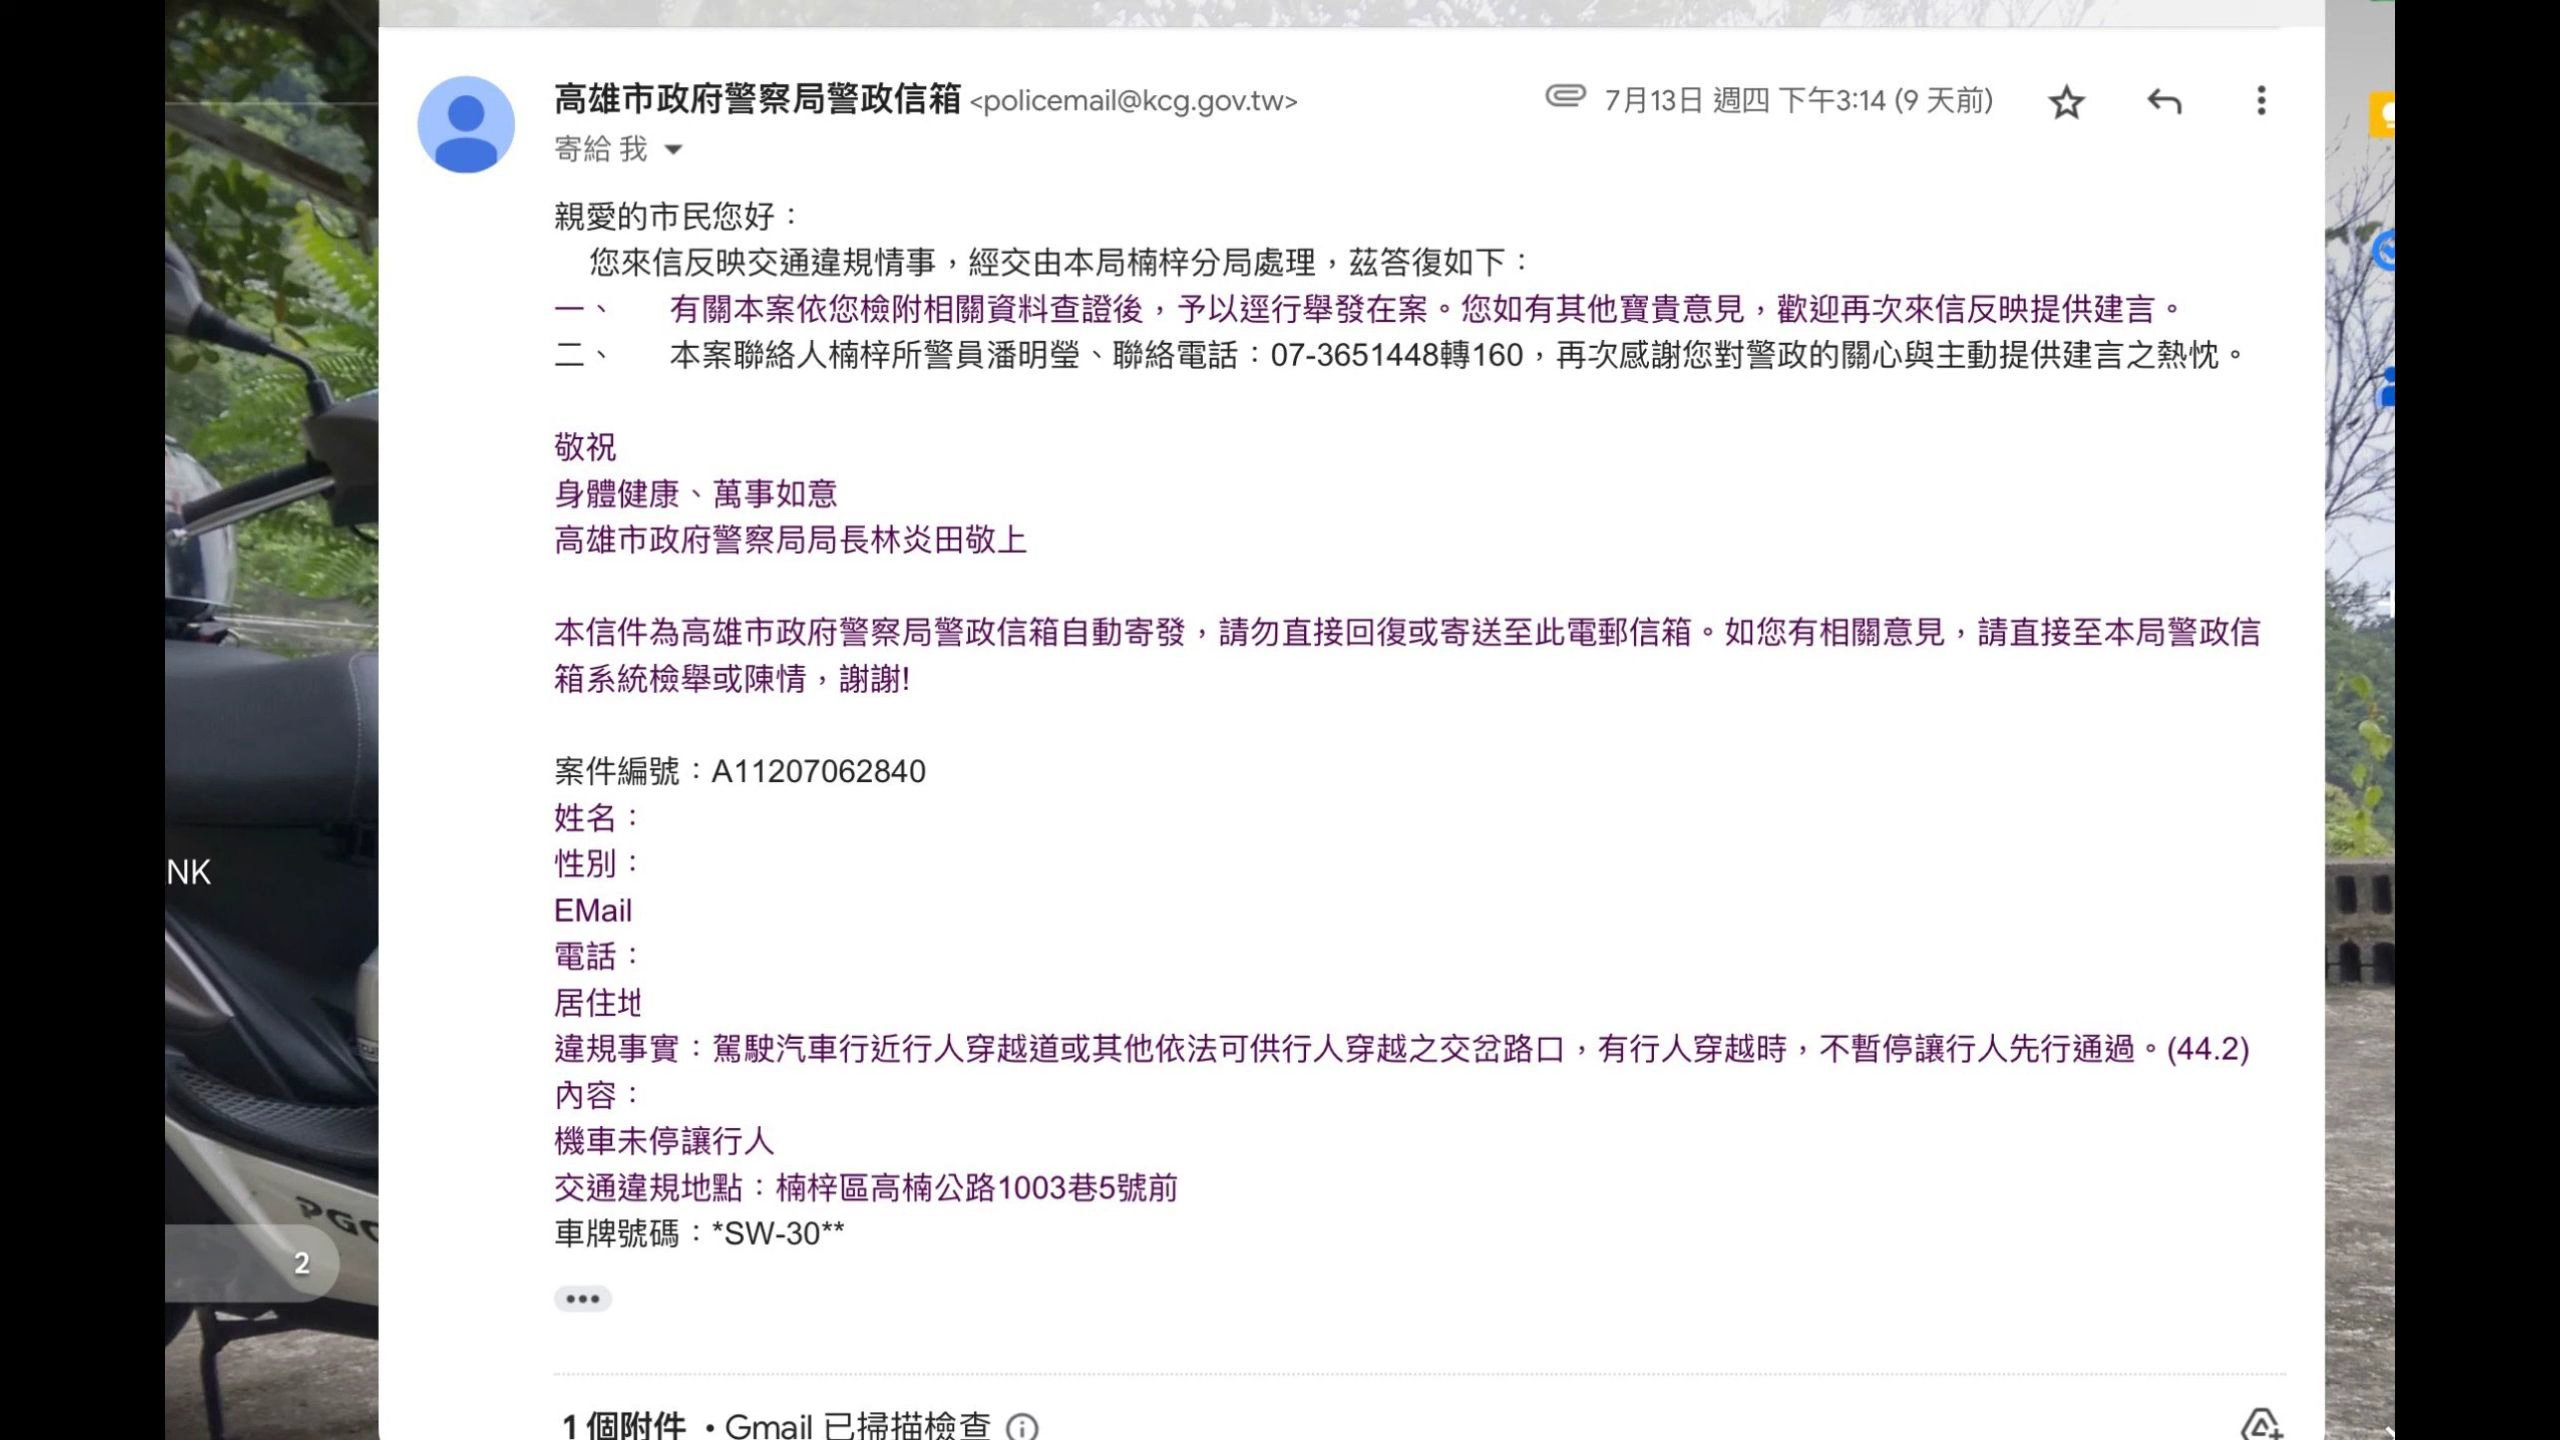 高雄市政府警察局警政信箱 <policemail@kcg.gov.tw>
7月13日 週四 下午3:14 (9 天前)
寄給 我
親愛的市民您好：
您來信反映交通違規情事，經交由本局楠梓分局處理，茲答復如下：
一、 有關本案依您檢附相關資料查證後，予以逕行舉發在案。您如有其他寶貴意見，歡迎再次來信反映提供建言。
二、 本案聯絡人楠梓所警員潘明瑩、聯絡電話：07-3651448轉160，再次感謝您對警政的關心與主動提供建言之熱忱。
敬祝
身體健康、萬事如意
高雄市政府警察局局長林炎田敬上
本信件為高雄市政府警察局警政信箱自動寄發，請勿直接回復或寄送至此電郵信箱。如您有相關意見，請直接至本局警政信
箱系統檢舉或陳情，謝謝!
案件編號：A11207062840
姓名：
性別：
EMail
電話：
居住地
違規事實：駕駛汽車行近行人穿越道或其他依法可供行人穿越之交岔路口，有行人穿越時，不暫停讓行人先行通過。(44.2)
內容：
機車未停讓行人
交通違規地點：楠梓區高楠公路1003巷5號前
車牌號碼：*SW-30**
1 個附件 • Gmail 已掃描檢查
NK
PGO
2